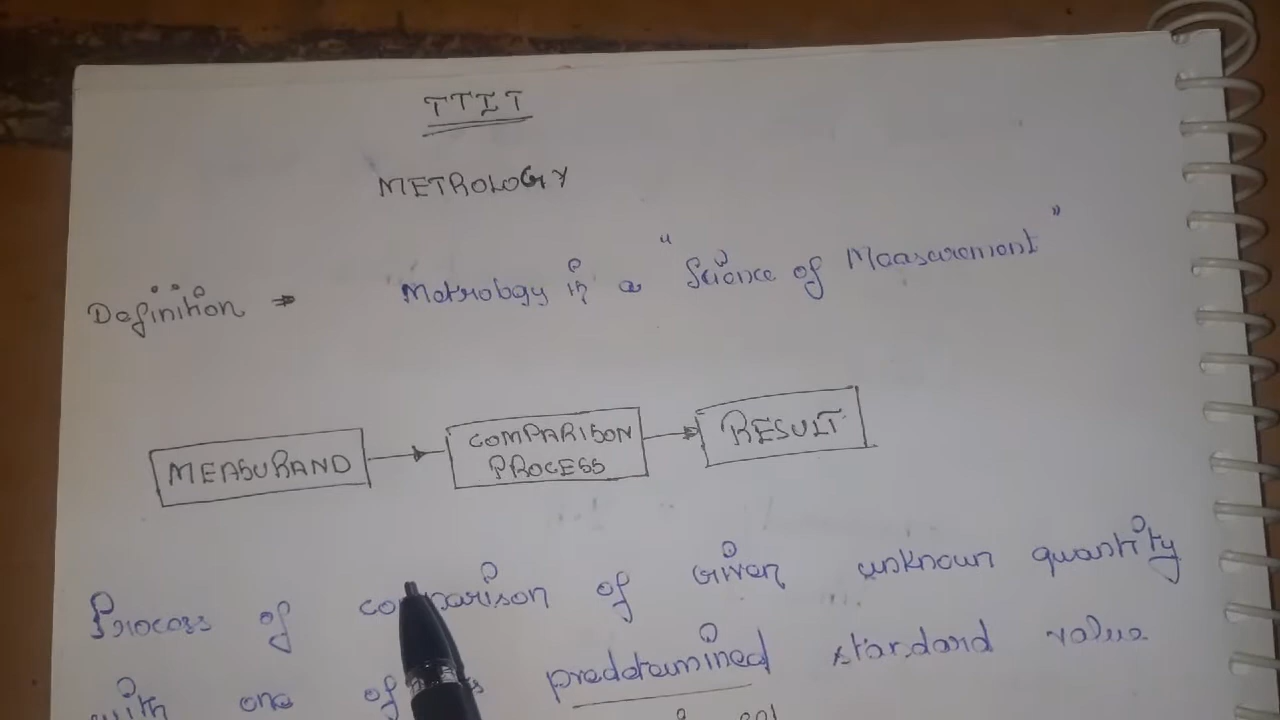 TTIT
METROLOGY
Definition → Metrology is a "Science of Measurement"
MEASURAND → COMPARISON PROCESS → RESULT
Process of comparison of Given unknown quantity
with one of predetermined standard value